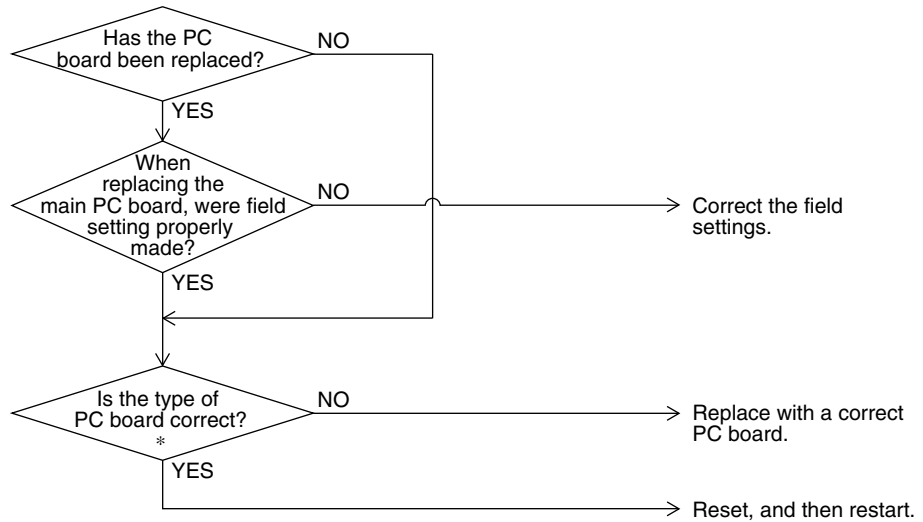 Has the PC
board been replaced?
NO
YES
When
replacing the
main PC board, were field
setting properly
made?
NO
Correct the field
settings.
YES
Is the type of
PC board correct?
*
NO
Replace with a correct
PC board.
YES
Reset, and then restart.